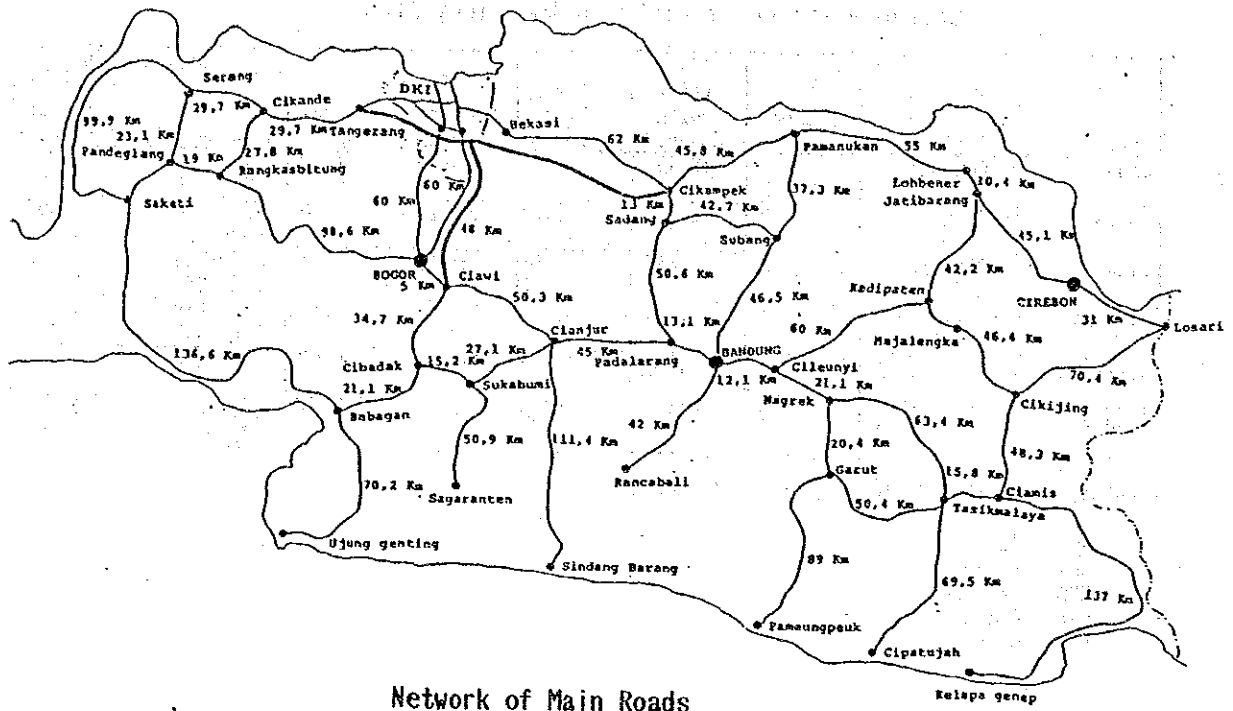 Serang
DKI
29,7 Km
Cikande
99,9 Km
23,1 Km
29,7 Km
Tangerang
Bekasi
62 Km
45,8 Km
Pamanukan
55 Km
Pandeglang
19 Km
27,8 Km
Rangkasbitung
60 Km
60 Km
Cikampek
37,3 Km
Lohbener
10,4 Km
Jatibarang
Saketi
13 Km
42,7 Km
Sadang
Subang
98,6 Km
48 Km
45,1 Km
BOGOR
5 Km
Ciawi
50,6 Km
42,2 Km
Kadipaten
CIREBON
50,3 Km
46,5 Km
31 Km
Losari
34,7 Km
13,1 Km
60 Km
Majalengka
46,4 Km
136,6 Km
Cibadak
15,2 Km
27,1 Km
Cianjur
45 Km
Padalarang
BANDUNG
12,1 Km
Cileunyi
70,4 Km
21,1 Km
Sukabumi
21,1 Km
Nagrek
Cikijing
Babagan
50,9 Km
111,4 Km
42 Km
63,4 Km
20,4 Km
48,3 Km
70,2 Km
Sagaranten
Rancabali
Garut
15,8 Km
Ciamis
50,4 Km
Tasikmalaya
Ujung genting
Sindang Barang
89 Km
69,5 Km
137 Km
Pameungpeuk
Cipatujah
Kelapa genep
Network of Main Roads